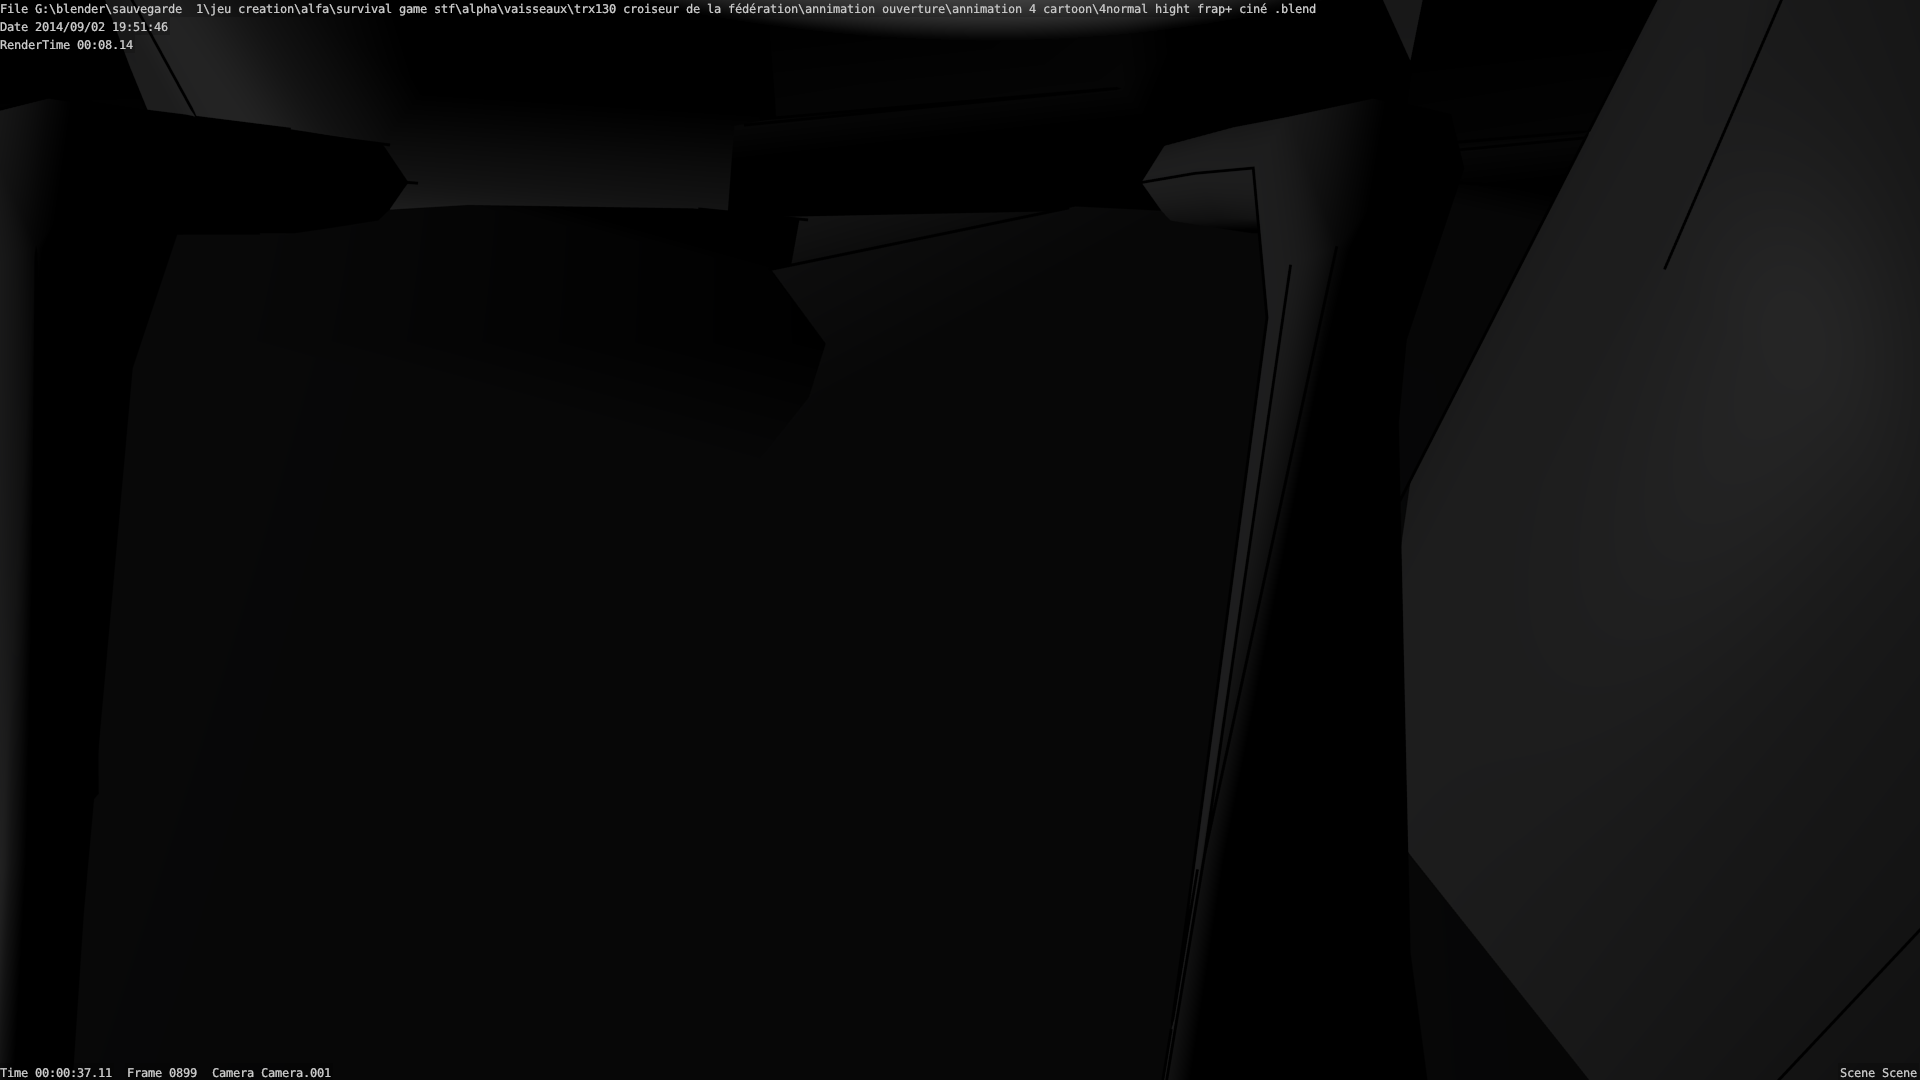 File G:\blender\sauvegarde  1\jeu creation\alfa\survival game stf\alpha\vaisseaux\trx130 croiseur de la fédération\annimation ouverture\annimation 4 cartoon\4normal hight frap+ ciné .blend
Date 2014/09/02 19:51:46
RenderTime 00:08.14
Time 00:00:37.11  Frame 0899  Camera Camera.001
Scene Scene